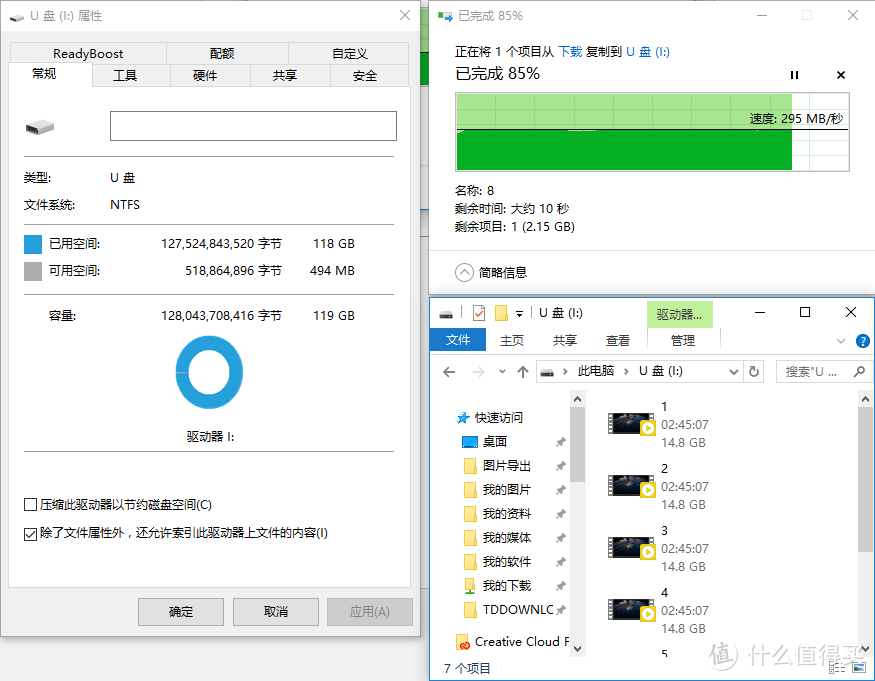 U 盘 (I:) 属性
ReadyBoost 配额 自定义
常规 工具 硬件 共享 安全
类型: U 盘
文件系统: NTFS
已用空间: 127,524,843,520 字节 118 GB
可用空间: 518,864,896 字节 494 MB
容量: 128,043,708,416 字节 119 GB
驱动器 I:
压缩此驱动器以节约磁盘空间(C)
除了文件属性外，还允许索引此驱动器上文件的内容(I)
确定 取消 应用(A)
已完成 85%
正在将 1 个项目从 下载 复制到 U 盘 (I:)
已完成 85%
速度: 295 MB/秒
名称: 8
剩余时间: 大约 10 秒
剩余项目: 1 (2.15 GB)
简略信息
U 盘 (I:) 驱动器...
文件 主页 共享 查看 管理
此电脑 U 盘 (I:) 搜索"U ...
快速访问
桌面
图片导出
我的图片
我的资料
我的媒体
我的软件
我的下载
TDDOWNLO
Creative Cloud F
1
02:45:07
14.8 GB
2
02:45:07
14.8 GB
3
02:45:07
14.8 GB
4
02:45:07
14.8 GB
5
7 个项目
值 什么值得买